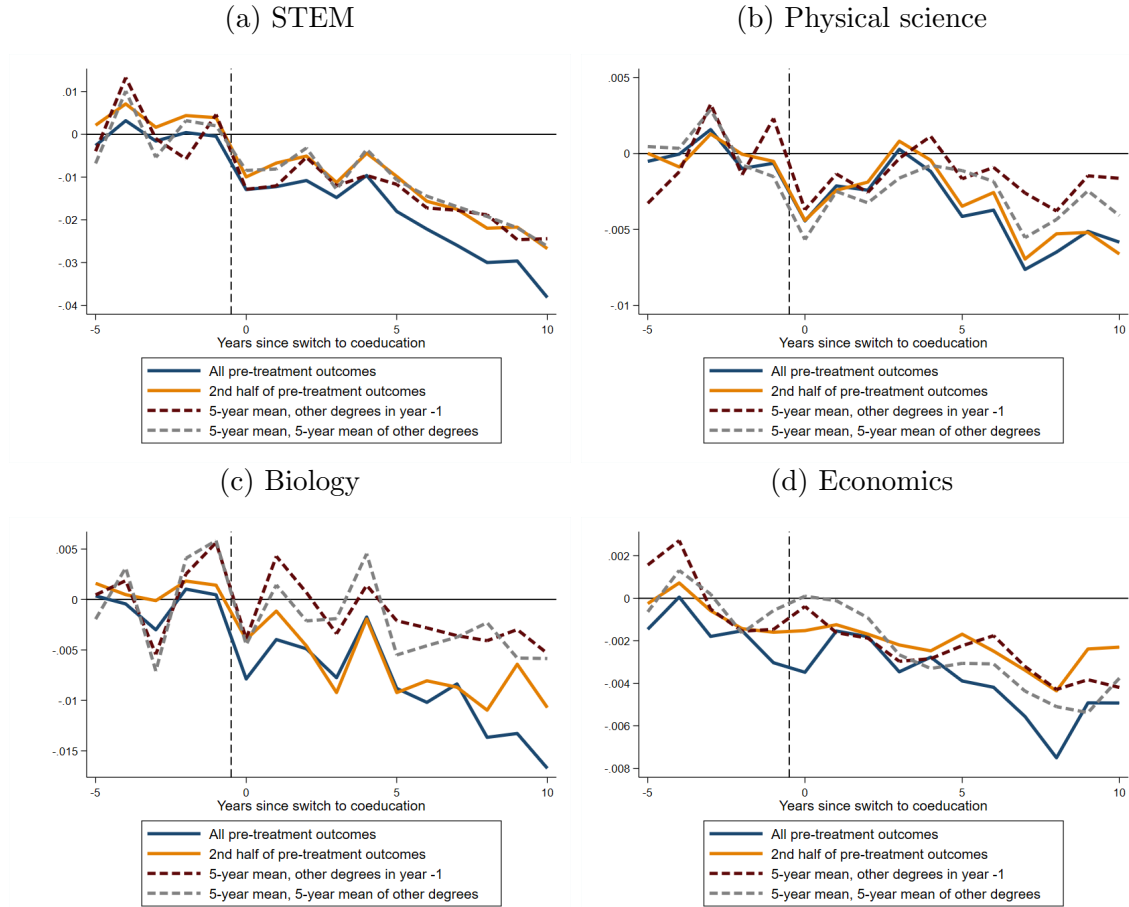 (a) STEM
.01
0
-.01
-.02
-.03
-.04
-5
0
5
10
Years since switch to coeducation
All pre-treatment outcomes
2nd half of pre-treatment outcomes
5-year mean, other degrees in year -1
5-year mean, 5-year mean of other degrees
(b) Physical science
.005
0
-.005
-.01
-5
0
5
10
Years since switch to coeducation
All pre-treatment outcomes
2nd half of pre-treatment outcomes
5-year mean, other degrees in year -1
5-year mean, 5-year mean of other degrees
(c) Biology
.005
0
-.005
-.01
-.015
-5
0
5
10
Years since switch to coeducation
All pre-treatment outcomes
2nd half of pre-treatment outcomes
5-year mean, other degrees in year -1
5-year mean, 5-year mean of other degrees
(d) Economics
.002
0
-.002
-.004
-.006
-.008
-5
0
5
10
Years since switch to coeducation
All pre-treatment outcomes
2nd half of pre-treatment outcomes
5-year mean, other degrees in year -1
5-year mean, 5-year mean of other degrees